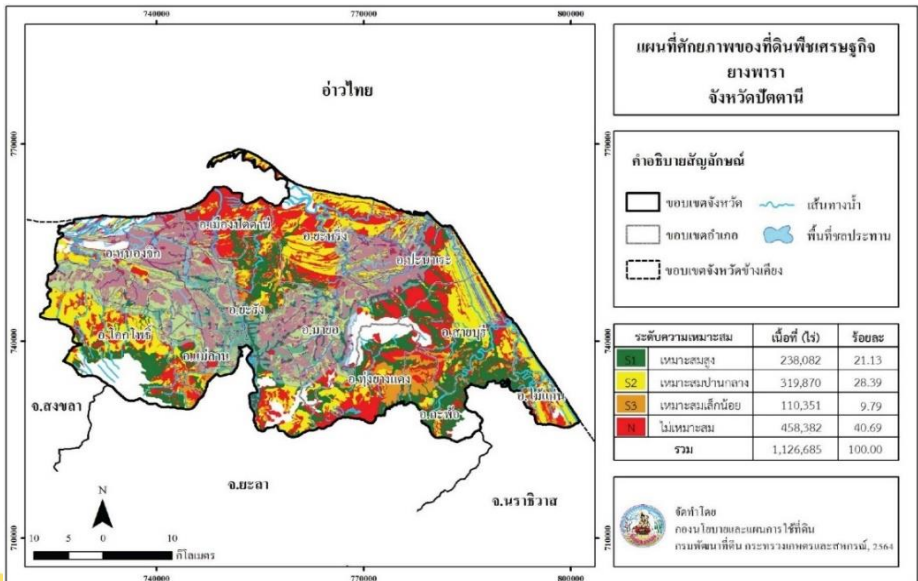 แผนที่ศักยภาพของที่ดินพืชเศรษฐกิจ
ยางพารา
จังหวัดปัตตานี
คำอธิบายสัญลักษณ์
ขอบเขตจังหวัด
เส้นทางน้ำ
ขอบเขตอำเภอ
พื้นที่ชลประทาน
ขอบเขตจังหวัดข้างเคียง
ระดับความเหมาะสม เนื้อที่ (ไร่) ร้อยละ
S1 เหมาะสมสูง 238,082 21.13
S2 เหมาะสมปานกลาง 319,870 28.39
S3 เหมาะสมเล็กน้อย 110,351 9.79
N ไม่เหมาะสม 458,382 40.69
รวม 1,126,685 100.00
จัดทำโดย
กองนโยบายและแผนการใช้ที่ดิน
กรมพัฒนาที่ดิน กระทรวงเกษตรและสหกรณ์, 2564
740000 770000 800000
อ่าวไทย
770000 770000
อ.เมืองปัตตานี
อ.ยะหริ่ง
อ.หนองจิก
อ.ปะนาเระ
อ.ยะรัง
อ.มายอ
อ.สายบุรี
740000 740000
อ.โคกโพธิ์
อ.แม่ลาน
อ.ทุ่งยางแดง
อ.ไม้แก่น
อ.กะพ้อ
จ.สงขลา
จ.ยะลา
จ.นราธิวาส
N
710000 710000
10 5 0 10
กิโลเมตร
740000 770000 800000